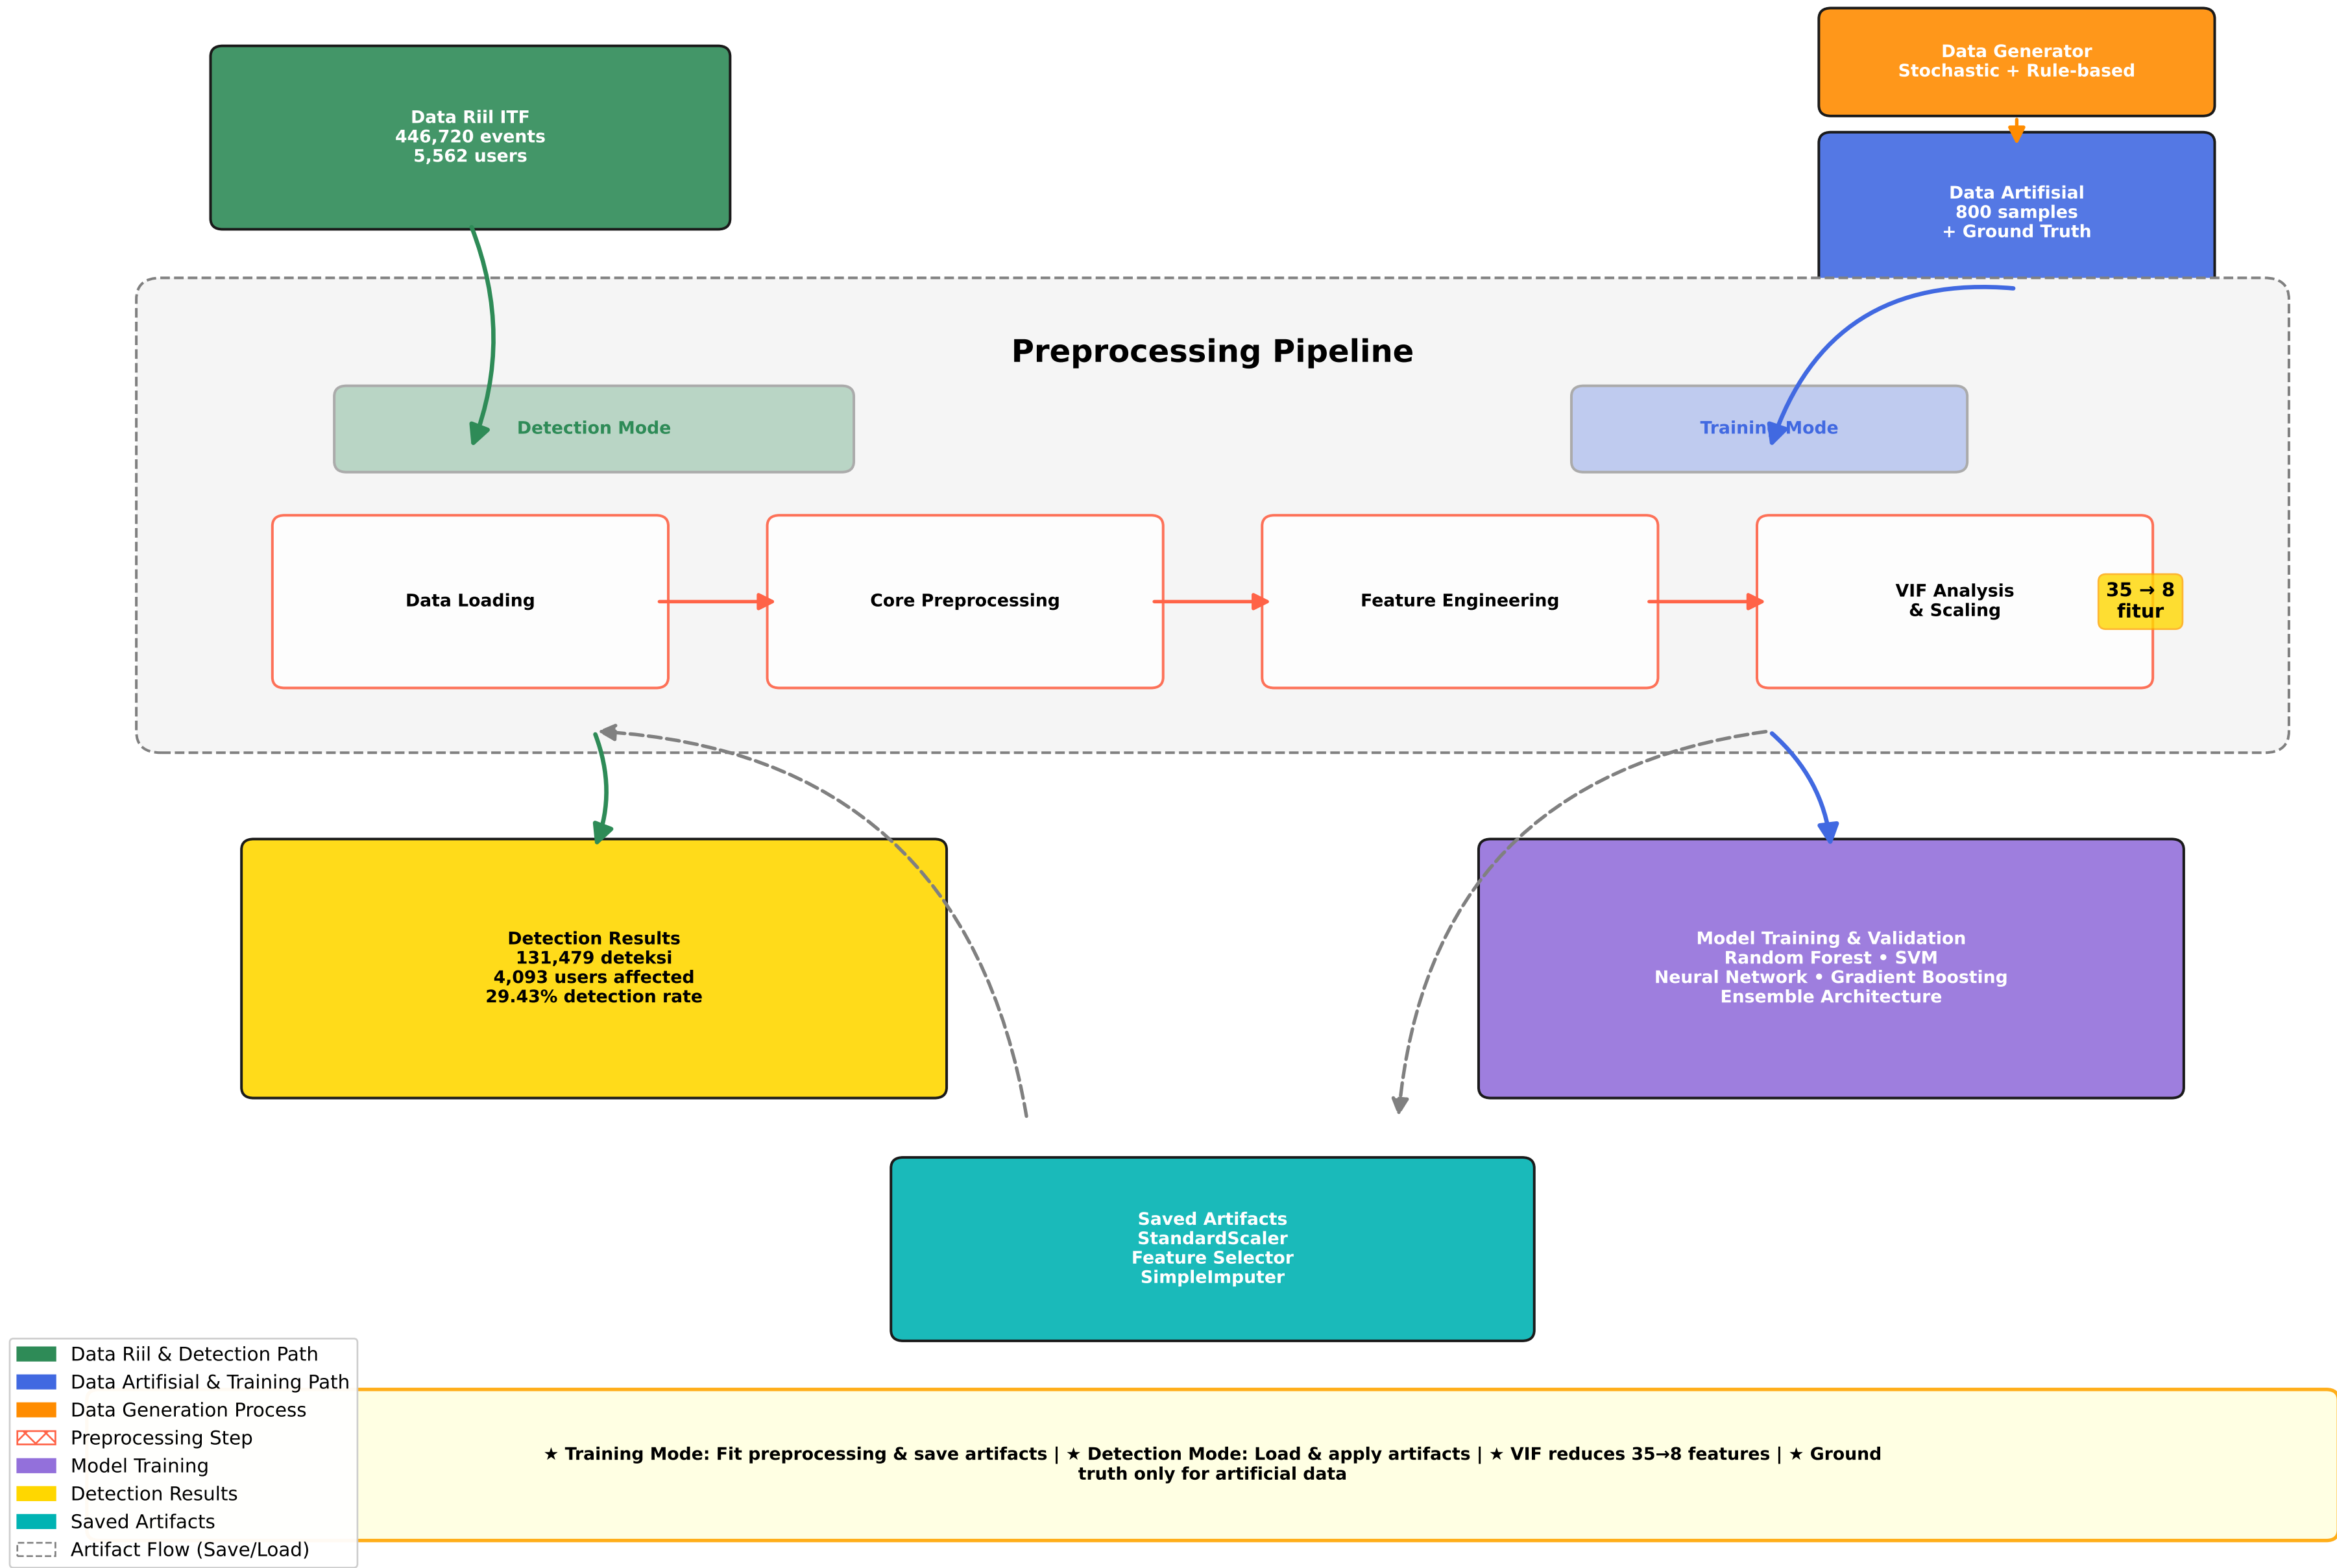 Data Riil ITF
446,720 events
5,562 users
Data Generator
Stochastic + Rule-based
Data Artifisial
800 samples
+ Ground Truth
Preprocessing Pipeline
Detection Mode
Training Mode
Data Loading
Core Preprocessing
Feature Engineering
VIF Analysis
& Scaling
35 → 8
fitur
Detection Results
131,479 deteksi
4,093 users affected
29.43% detection rate
Model Training & Validation
Random Forest • SVM
Neural Network • Gradient Boosting
Ensemble Architecture
Saved Artifacts
StandardScaler
Feature Selector
SimpleImputer
Data Riil & Detection Path
Data Artifisial & Training Path
Data Generation Process
Preprocessing Step
Model Training
Detection Results
Saved Artifacts
Artifact Flow (Save/Load)
★ Training Mode: Fit preprocessing & save artifacts | ★ Detection Mode: Load & apply artifacts | ★ VIF reduces 35→8 features | ★ Ground
truth only for artificial data